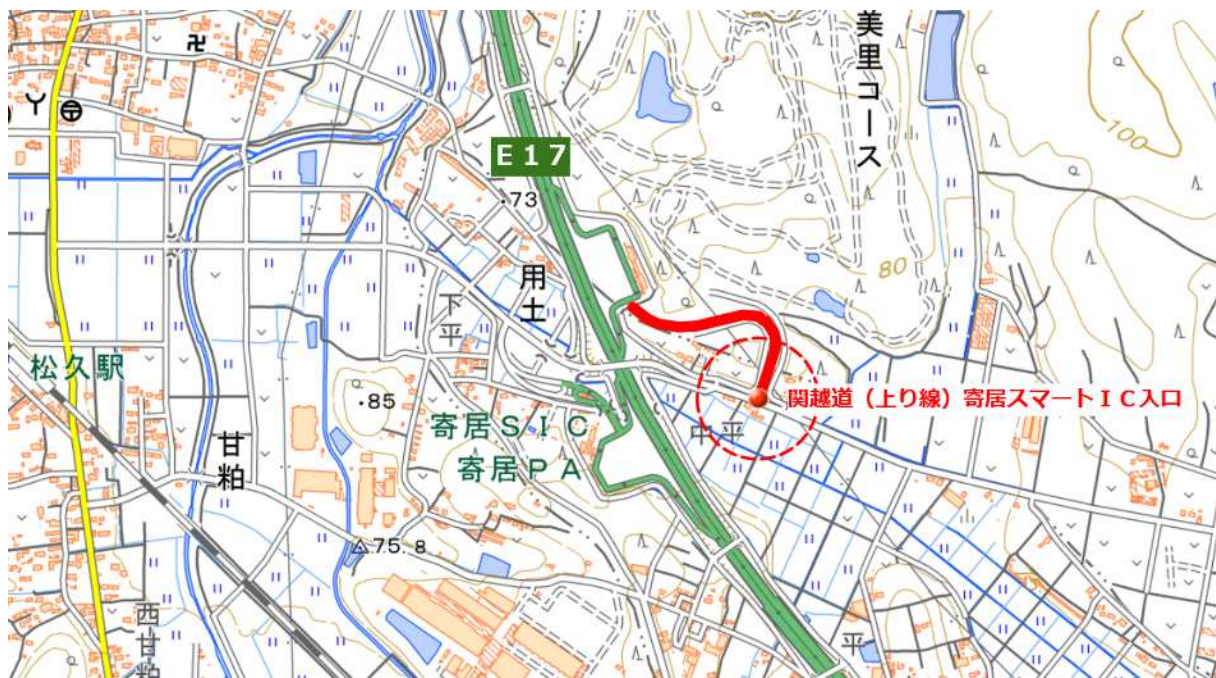 美里コース
E17
・73
100
80
用土
下平
松久駅
・85
関越道（上り線）寄居スマートＩＣ入口
寄居ＳＩＣ
中平
甘粕
寄居ＰＡ
75.8
西甘粕
平